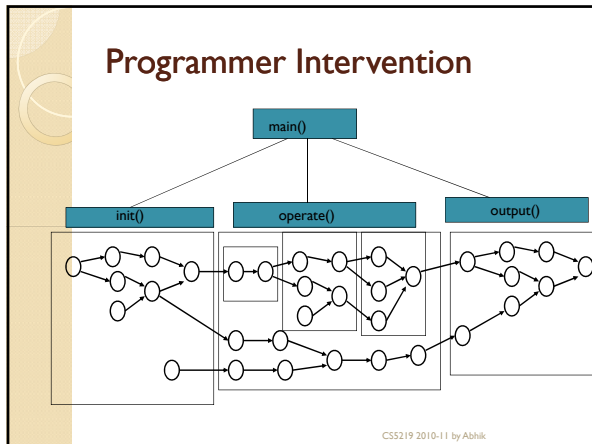 Programmer Intervention
main()
init()
operate()
output()
CS5219 2010-11 by Abhik